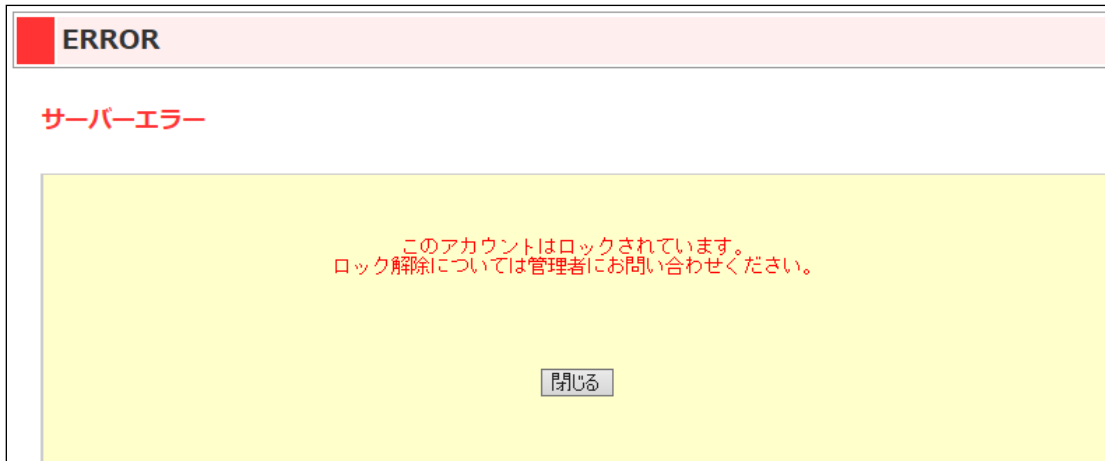 ERROR
サーバーエラー
このアカウントはロックされています。
ロック解除については管理者にお問い合わせください。
閉じる